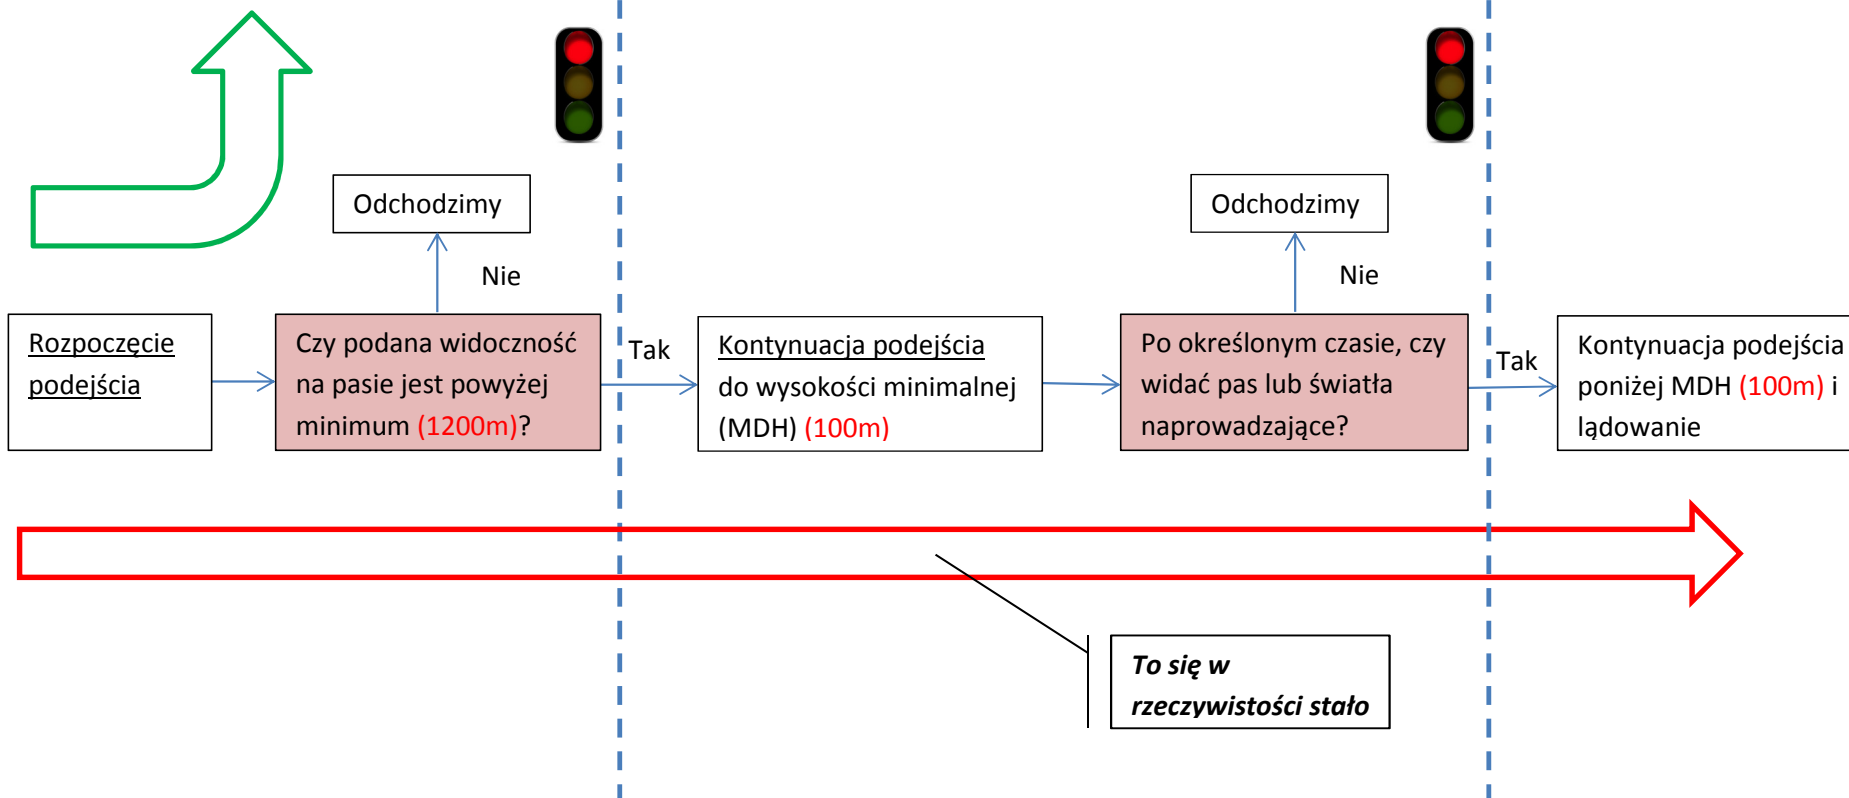 Odchodzimy
Nie
Odchodzimy
Nie
Rozpoczęcie
podejścia
Czy podana widoczność
na pasie jest powyżej
minimum (1200m)?
Tak
Kontynuacja podejścia
do wysokości minimalnej
(MDH) (100m)
Po określonym czasie, czy
widać pas lub światła
naprowadzające?
Tak
Kontynuacja podejścia
poniżej MDH (100m) i
lądowanie
To się w
rzeczywistości stało